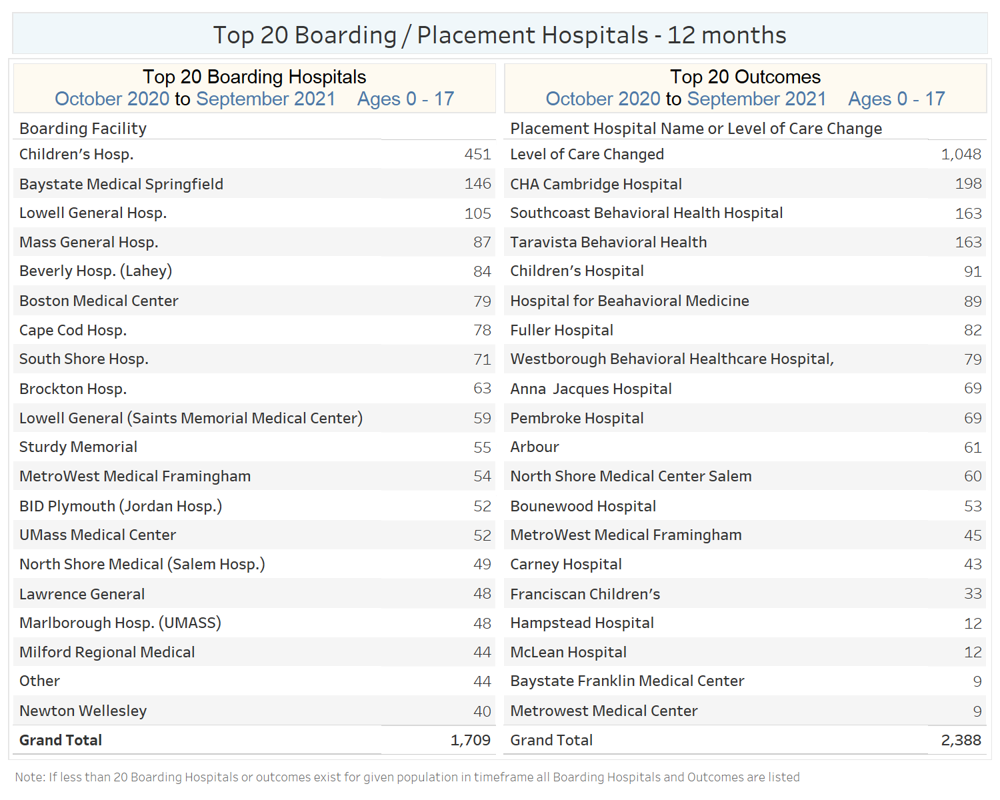 Top 20 Boarding / Placement Hospitals - 12 months
Top 20 Boarding Hospitals
October 2020 to September 2021 Ages 0 - 17
Boarding Facility
Children's Hosp. 451
Baystate Medical Springfield 146
Lowell General Hosp. 105
Mass General Hosp. 87
Beverly Hosp. (Lahey) 84
Boston Medical Center 79
Cape Cod Hosp. 78
South Shore Hosp. 71
Brockton Hosp. 63
Lowell General (Saints Memorial Medical Center) 59
Sturdy Memorial 55
MetroWest Medical Framingham 54
BID Plymouth (Jordan Hosp.) 52
UMass Medical Center 52
North Shore Medical (Salem Hosp.) 49
Lawrence General 48
Marlborough Hosp. (UMASS) 48
Milford Regional Medical 44
Other 44
Newton Wellesley 40
Grand Total 1,709
Top 20 Outcomes
October 2020 to September 2021 Ages 0 - 17
Placement Hospital Name or Level of Care Change
Level of Care Changed 1,048
CHA Cambridge Hospital 198
Southcoast Behavioral Health Hospital 163
Taravista Behavioral Health 163
Children's Hospital 91
Hospital for Beahavioral Medicine 89
Fuller Hospital 82
Westborough Behavioral Healthcare Hospital, 79
Anna  Jacques Hospital 69
Pembroke Hospital 69
Arbour 61
North Shore Medical Center Salem 60
Bounewood Hospital 53
MetroWest Medical Framingham 45
Carney Hospital 43
Franciscan Children's 33
Hampstead Hospital 12
McLean Hospital 12
Baystate Franklin Medical Center 9
Metrowest Medical Center 9
Grand Total 2,388
Note: If less than 20 Boarding Hospitals or outcomes exist for given population in timeframe all Boarding Hospitals and Outcomes are listed